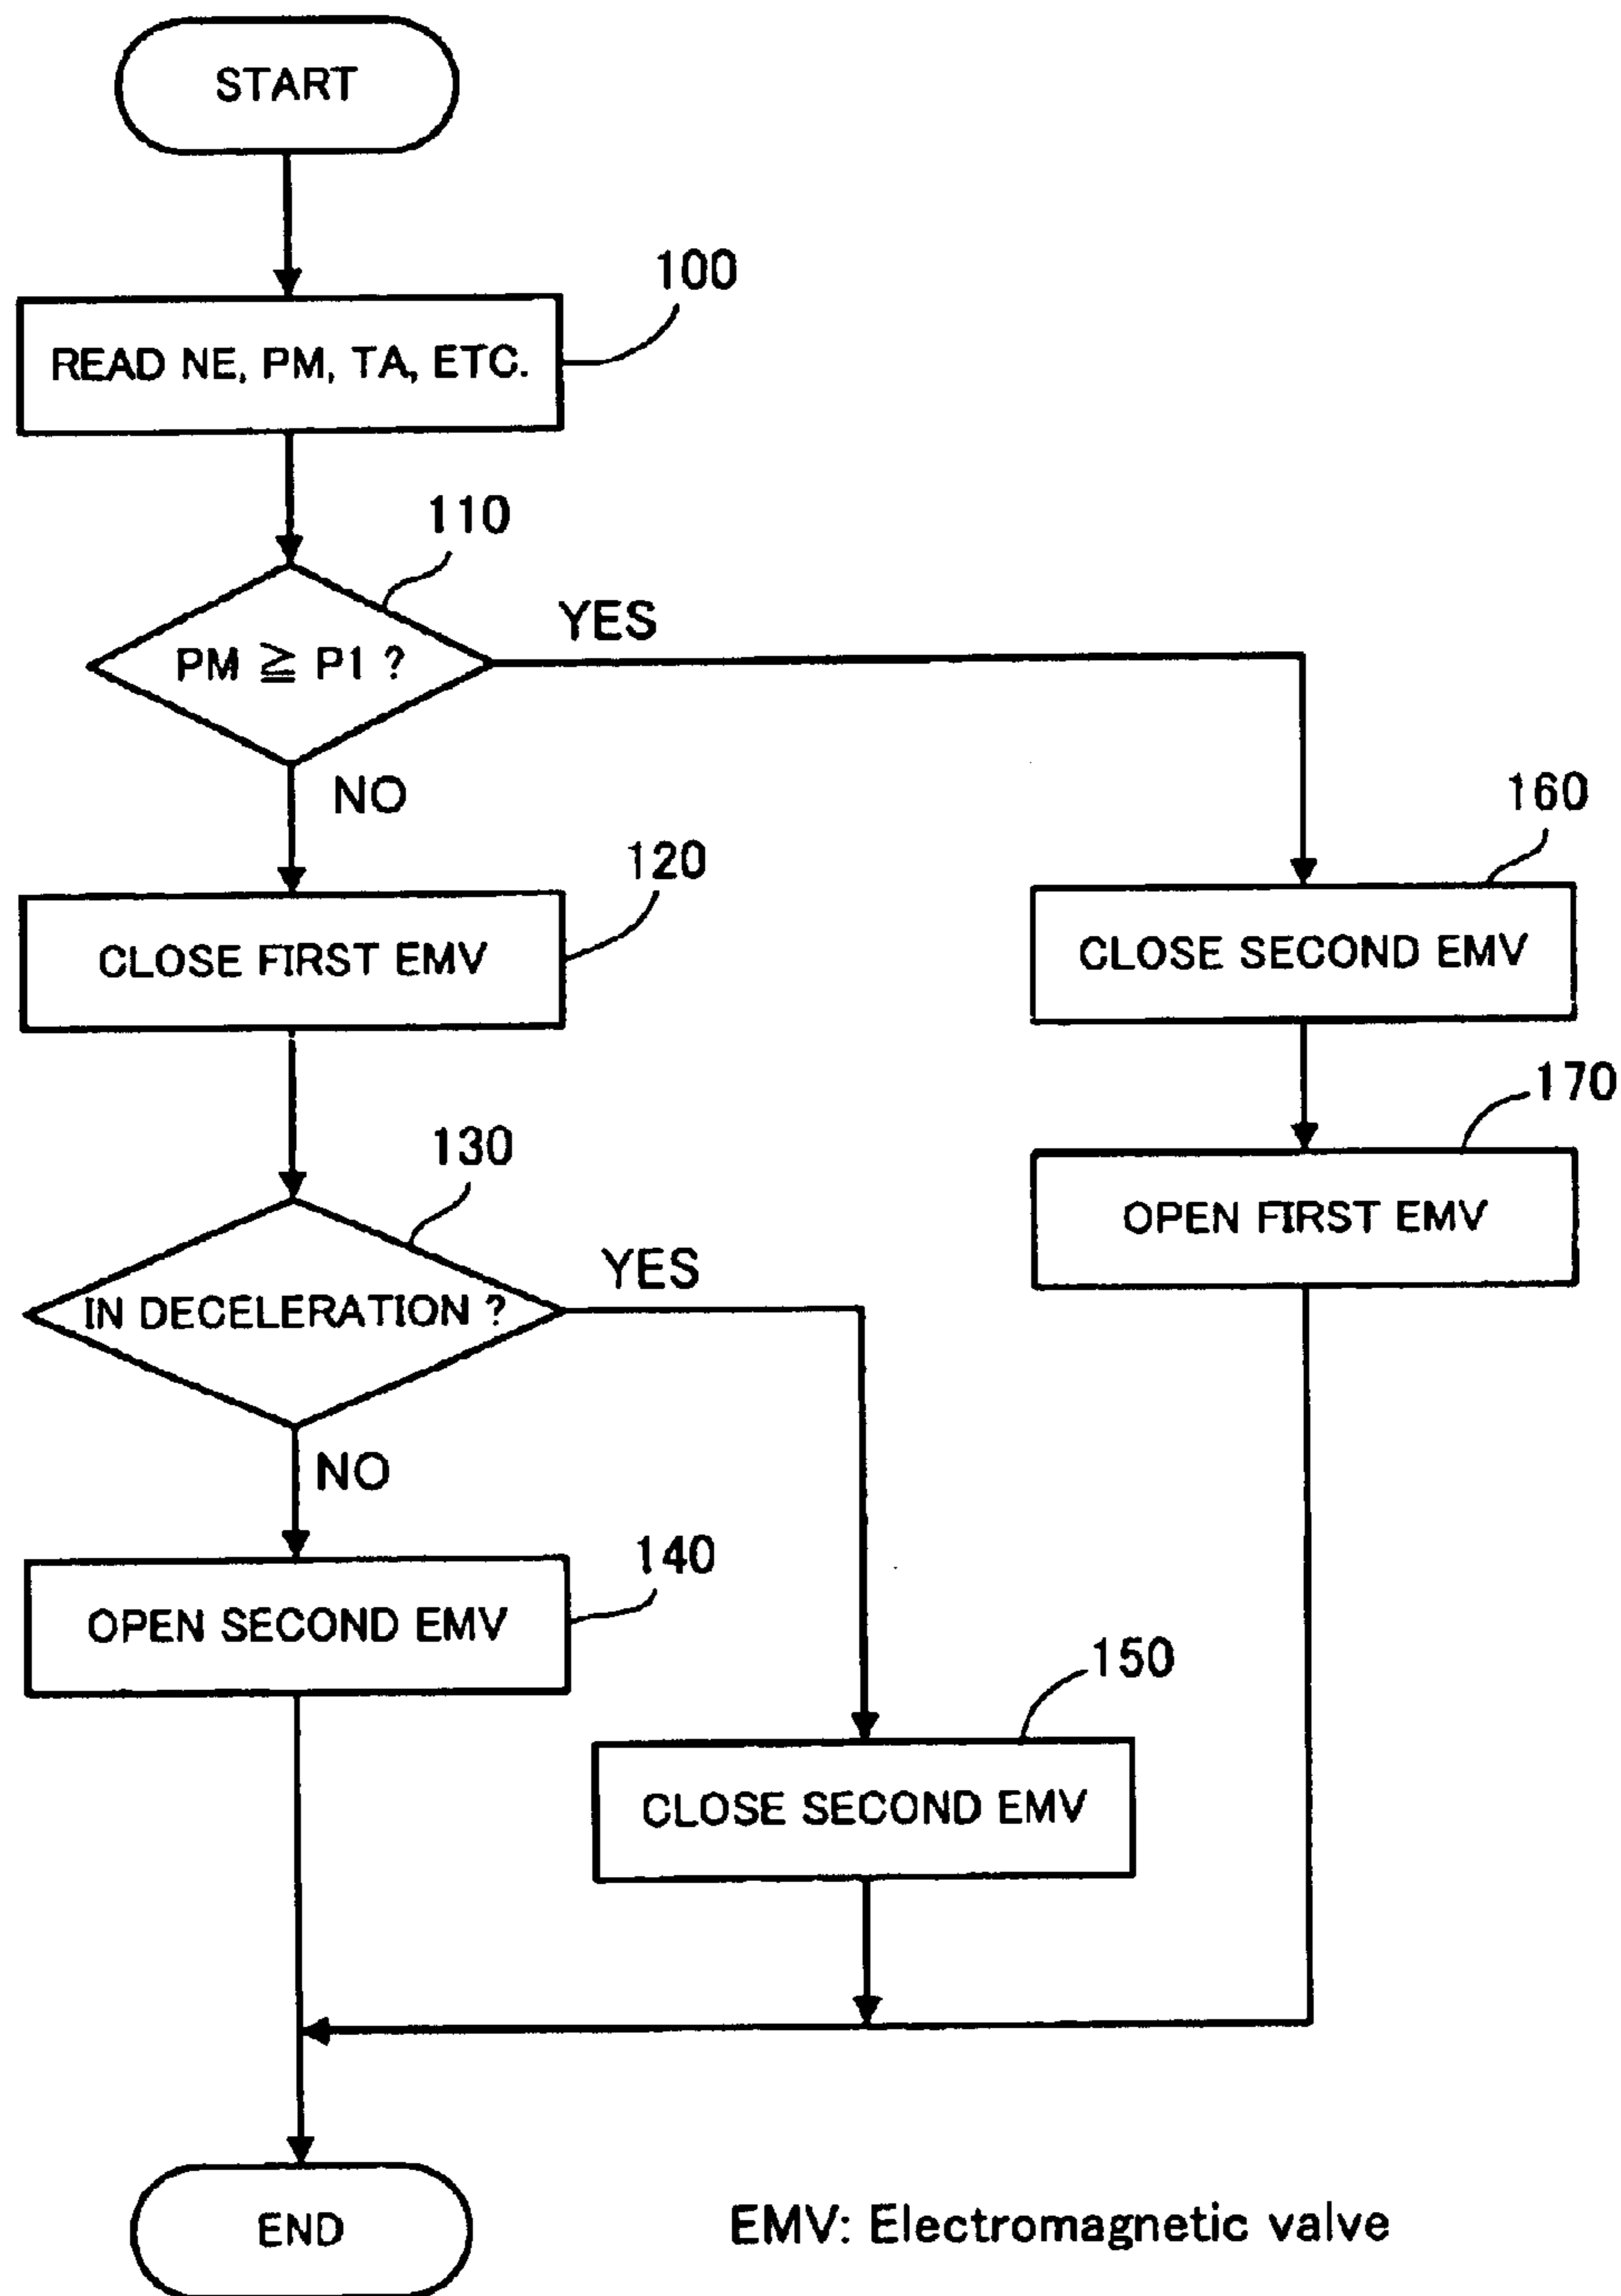 START
100
READ NE, PM, TA, ETC.
110
YES
PM ≧ P1 ?
NO
160
120
CLOSE FIRST EMV
CLOSE SECOND EMV
170
130
OPEN FIRST EMV
YES
IN DECELERATION ?
NO
140
OPEN SECOND EMV
150
CLOSE SECOND EMV
END
EMV: Electromagnetic valve